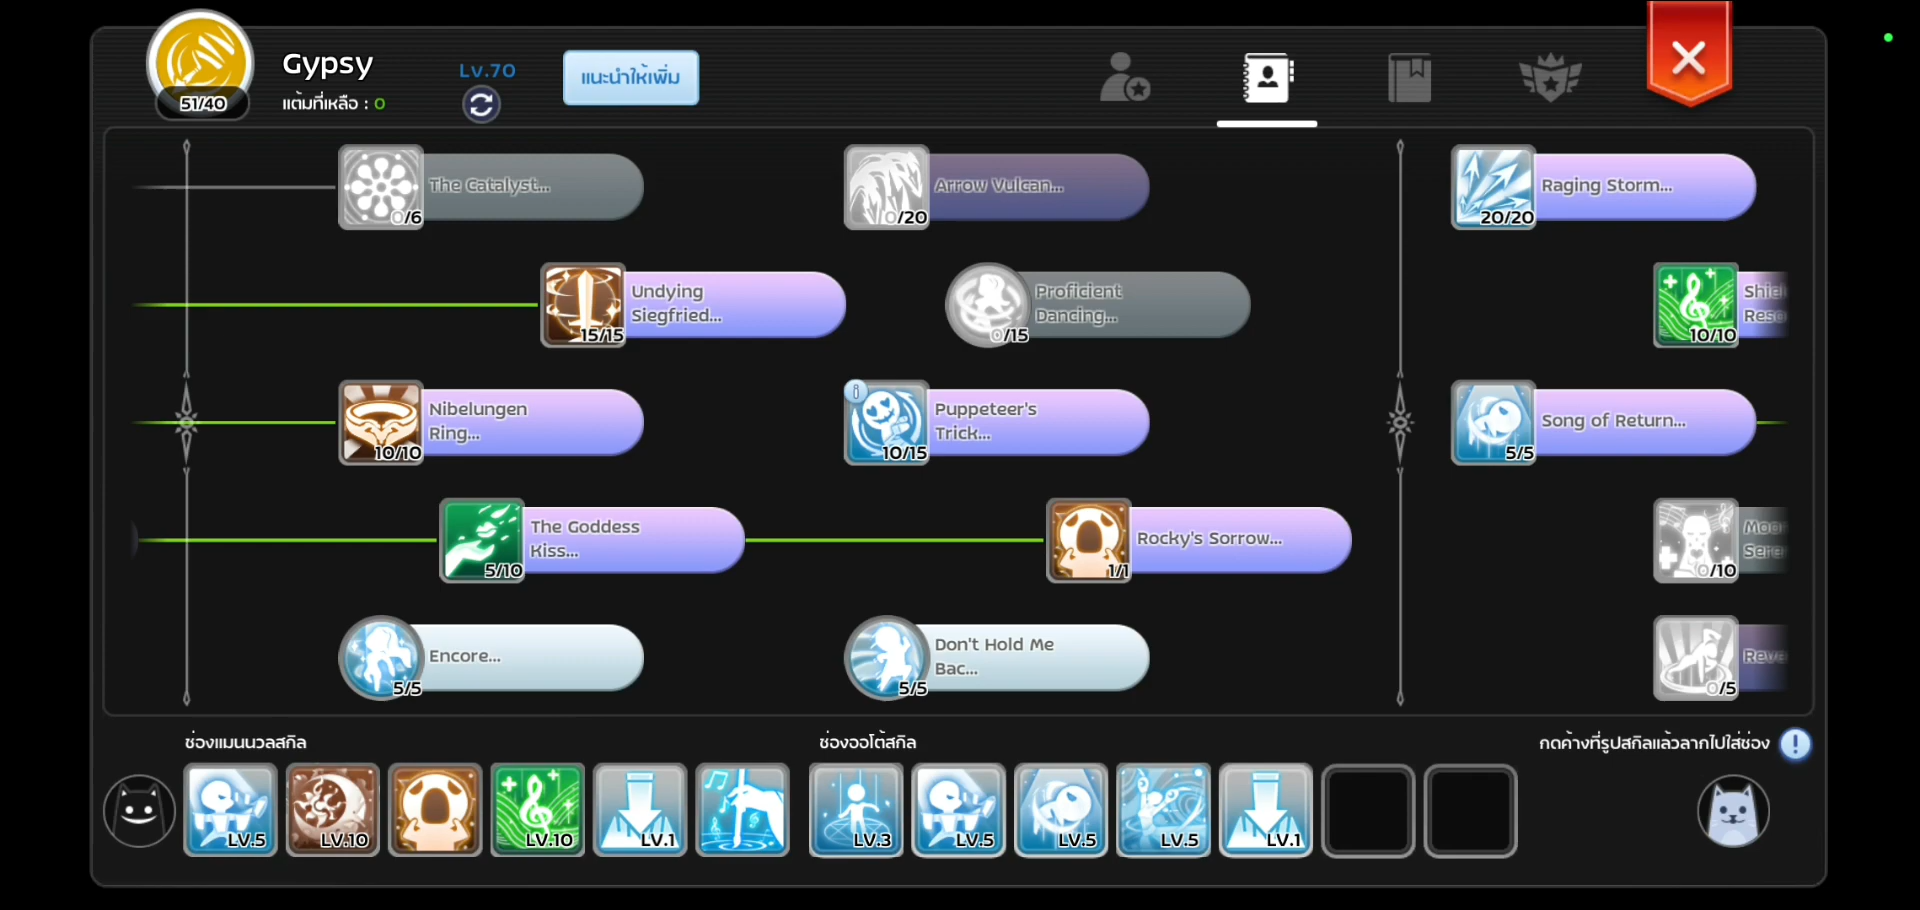 Gypsy
51/40
แต้มที่เหลือ : 0
Lv.70
แนะนำให้เพิ่ม
The Catalyst...
0/6
Arrow Vulcan...
0/20
Raging Storm...
20/20
Undying
Siegfried...
15/15
Proficient
Dancing...
0/15
Shie
Reso
10/10
Nibelungen
Ring...
10/10
Puppeteer's
Trick...
10/15
Song of Return...
5/5
The Goddess
Kiss...
5/10
Rocky's Sorrow...
1/1
Moo
Sere
0/10
Encore...
5/5
Don't Hold Me
Bac...
5/5
Reve
0/5
ช่องแมนนวลสกิล
ช่องออโต้สกิล
กดค้างที่รูปสกิลแล้วลากไปใส่ช่อง
LV.5
LV.10
LV.10
LV.1
LV.3
LV.5
LV.5
LV.5
LV.1